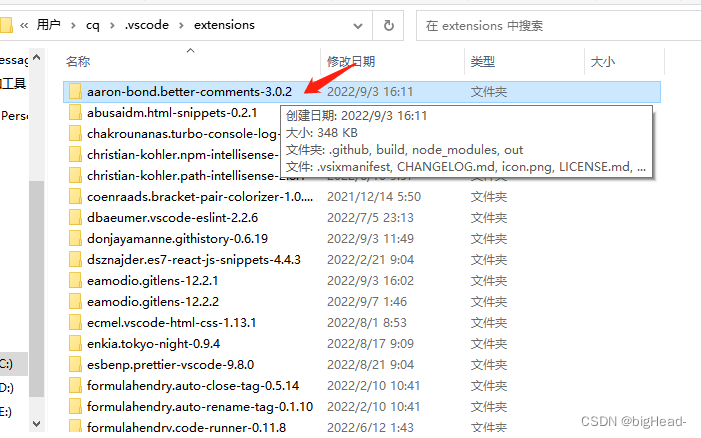 « 用户 › cq › .vscode › extensions
在 extensions 中搜索
名称 修改日期 类型 大小
aaron-bond.better-comments-3.0.2 2022/9/3 16:11 文件夹
abusaidm.html-snippets-0.2.1
chakrounanas.turbo-console-log-
christian-kohler.npm-intellisense-
christian-kohler.path-intellisense-
coenraads.bracket-pair-colorizer-1.0.... 2021/12/14 5:50 文件夹
dbaeumer.vscode-eslint-2.2.6 2022/7/5 23:13 文件夹
donjayamanne.githistory-0.6.19 2022/9/3 11:49 文件夹
dsznajder.es7-react-js-snippets-4.4.3 2022/2/21 9:04 文件夹
eamodio.gitlens-12.2.1 2022/9/3 16:02 文件夹
eamodio.gitlens-12.2.2 2022/9/7 1:46 文件夹
ecmel.vscode-html-css-1.13.1 2022/8/1 8:53 文件夹
enkia.tokyo-night-0.9.4 2022/8/17 9:08 文件夹
esbenp.prettier-vscode-9.8.0 2022/8/21 9:04 文件夹
formulahendry.auto-close-tag-0.5.14 2022/2/10 10:41 文件夹
formulahendry.auto-rename-tag-0.1.10 2022/2/10 10:41 文件夹
formulahendry.code-runner-0.11.8 2022/6/12 1:43 文件夹
创建日期: 2022/9/3 16:11
大小: 348 KB
文件夹: .github, build, node_modules, out
文件: .vsixmanifest, CHANGELOG.md, icon.png, LICENSE.md, ...
essage
工具
Perse
C:)
D:)
E:)
CSDN @bigHead-